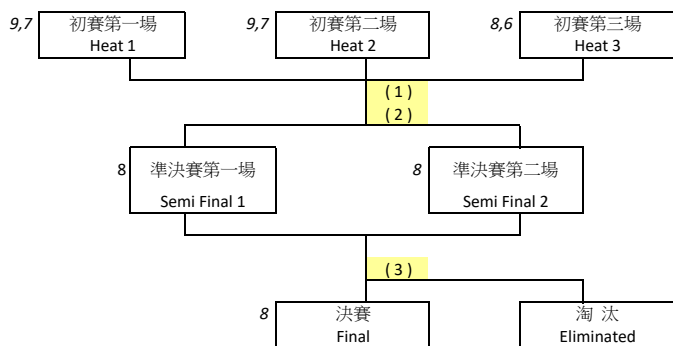 9,7 初賽第一場 9,7 初賽第二場 8,6 初賽第三場
Heat 1 Heat 2 Heat 3
( 1 )
( 2 )
8 準決賽第一場 8 準決賽第二場
Semi Final 1 Semi Final 2
( 3 )
8 決賽 淘 汰
Final Eliminated